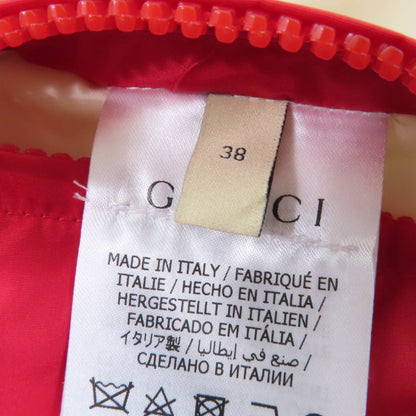 38
G CI
MADE IN ITALY / FABRIQUÉ EN
ITALIE / HECHO EN ITALIA /
HERGESTELLT IN ITALIEN /
FABRICADO EM ITÁLIA /
イタリア製 / صنع في إيطاليا /
СДЕЛАНО В ИТАЛИИ